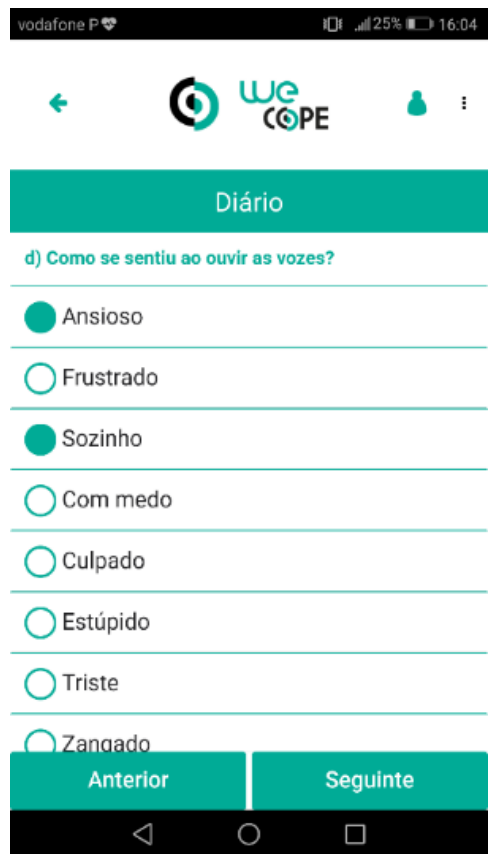 vodafone P 25% 16:04
we
COPE
Diário
d) Como se sentiu ao ouvir as vozes?
Ansioso
Frustrado
Sozinho
Com medo
Culpado
Estúpido
Triste
Zangado
Anterior Seguinte